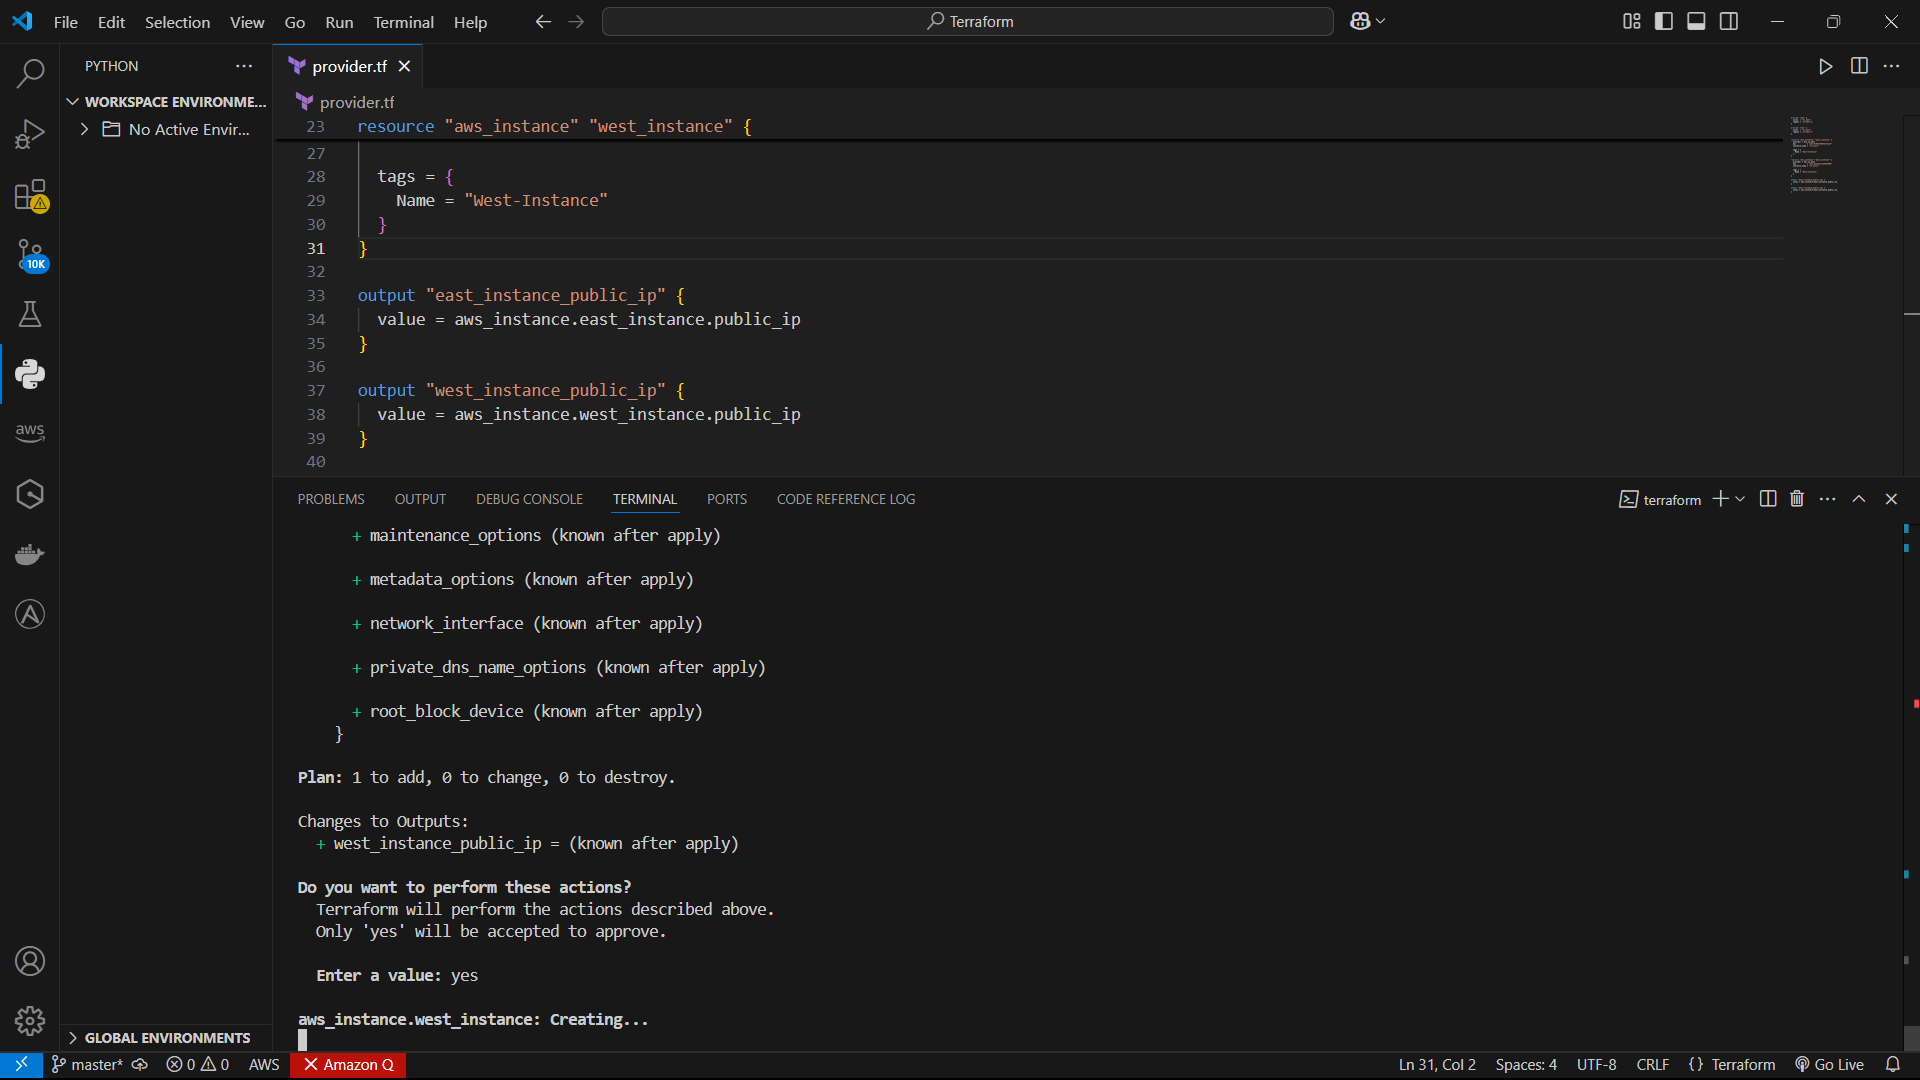 File Edit Selection View Go Run Terminal Help
Terraform
PYTHON
WORKSPACE ENVIRONME...
No Active Envir...
10K
aws
GLOBAL ENVIRONMENTS
provider.tf
provider.tf
23 resource "aws_instance" "west_instance" {
27
28 tags = {
29 Name = "West-Instance"
30 }
31 }
32
33 output "east_instance_public_ip" {
34 value = aws_instance.east_instance.public_ip
35 }
36
37 output "west_instance_public_ip" {
38 value = aws_instance.west_instance.public_ip
39 }
40
PROBLEMS OUTPUT DEBUG CONSOLE TERMINAL PORTS CODE REFERENCE LOG
terraform
+ maintenance_options (known after apply)
+ metadata_options (known after apply)
+ network_interface (known after apply)
+ private_dns_name_options (known after apply)
+ root_block_device (known after apply)
}
Plan: 1 to add, 0 to change, 0 to destroy.
Changes to Outputs:
+ west_instance_public_ip = (known after apply)
Do you want to perform these actions?
Terraform will perform the actions described above.
Only 'yes' will be accepted to approve.
Enter a value: yes
aws_instance.west_instance: Creating...
master* 0 0 AWS Amazon Q
Ln 31, Col 2 Spaces: 4 UTF-8 CRLF {} Terraform Go Live